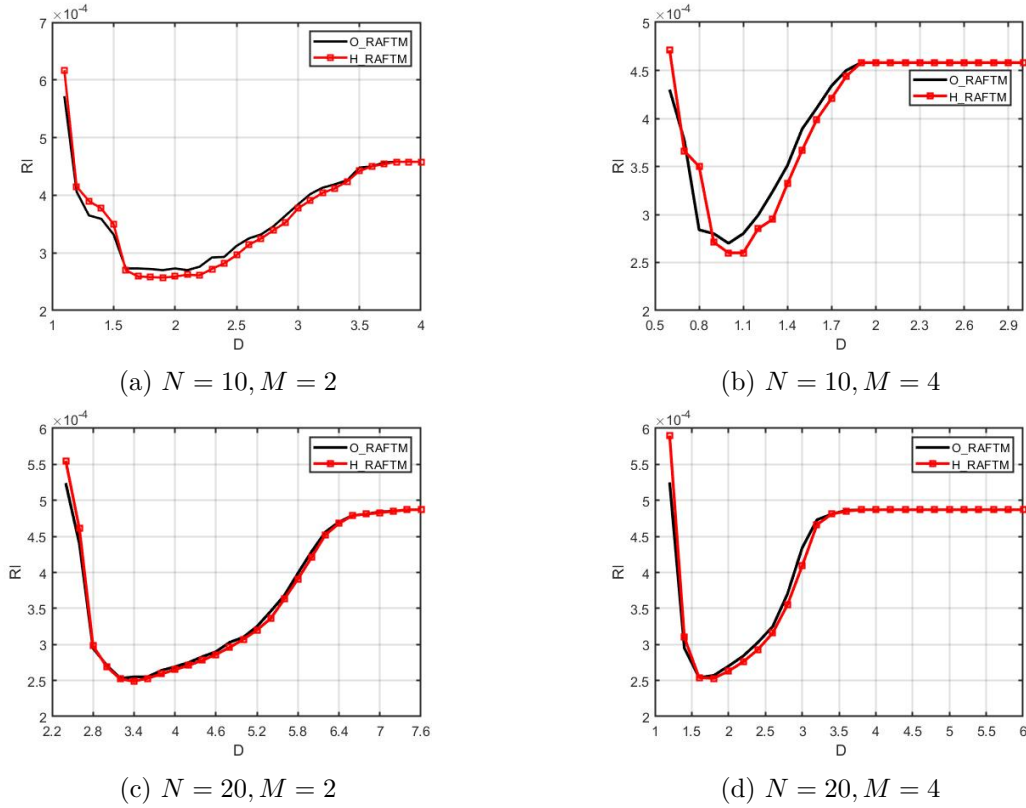 ×10⁻⁴
7
6
5
4
3
2
RI
1 1.5 2 2.5 3 3.5 4
D
O_RAFTM
H_RAFTM
(a) N = 10, M = 2
×10⁻⁴
5
4.5
4
3.5
3
2.5
2
RI
0.5 0.8 1.1 1.4 1.7 2 2.3 2.6 2.9
D
O_RAFTM
H_RAFTM
(b) N = 10, M = 4
×10⁻⁴
6
5.5
5
4.5
4
3.5
3
2.5
2
RI
2.2 2.8 3.4 4 4.6 5.2 5.8 6.4 7 7.6
D
O_RAFTM
H_RAFTM
(c) N = 20, M = 2
×10⁻⁴
6
5.5
5
4.5
4
3.5
3
2.5
2
RI
1 1.5 2 2.5 3 3.5 4 4.5 5 5.5 6
D
O_RAFTM
H_RAFTM
(d) N = 20, M = 4